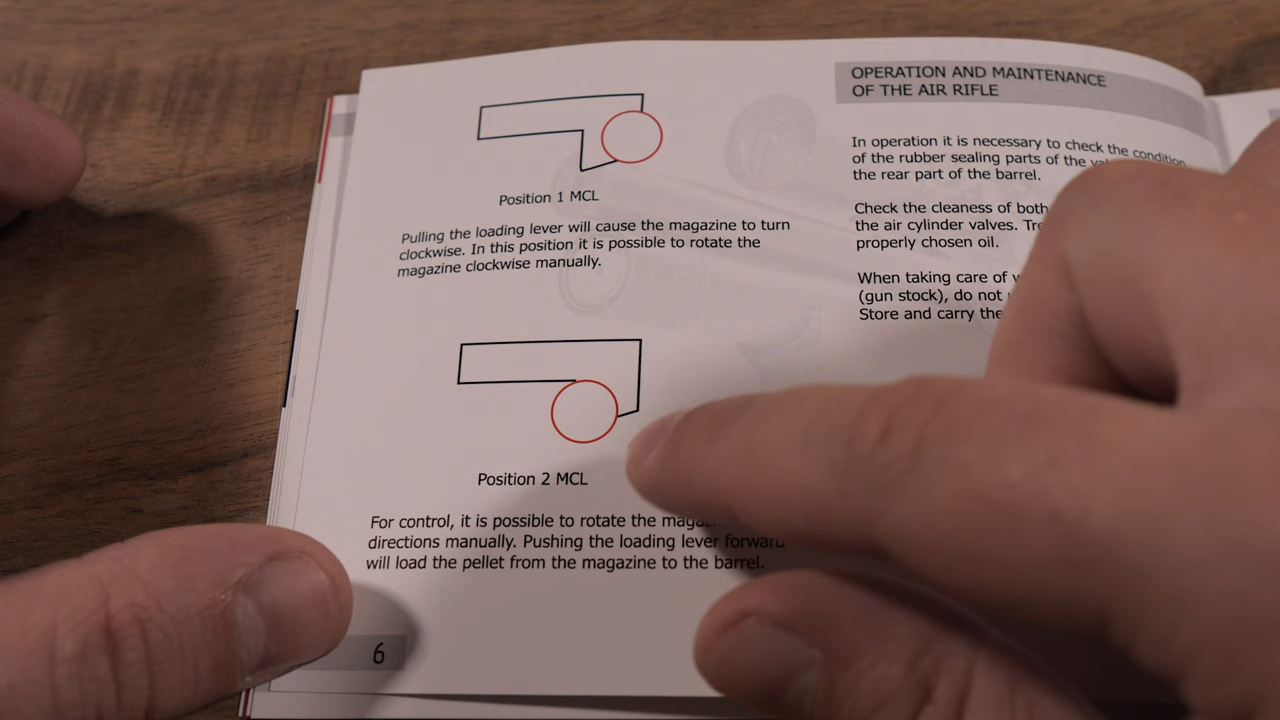 Position 1 MCL
Pulling the loading lever will cause the magazine to turn
clockwise. In this position it is possible to rotate the
magazine clockwise manually.
Position 2 MCL
For control, it is possible to rotate the
directions manually. Pushing the loading lever forward
will load the pellet from the magazine to the barrel.
6
OPERATION AND MAINTENANCE
OF THE AIR RIFLE
In operation it is necessary to check the condition
of the rubber sealing parts of the
the rear part of the barrel.
Check the cleaness of both
the air cylinder valves.
properly chosen oil.
When taking care of
(gun stock), do not
Store and carry the